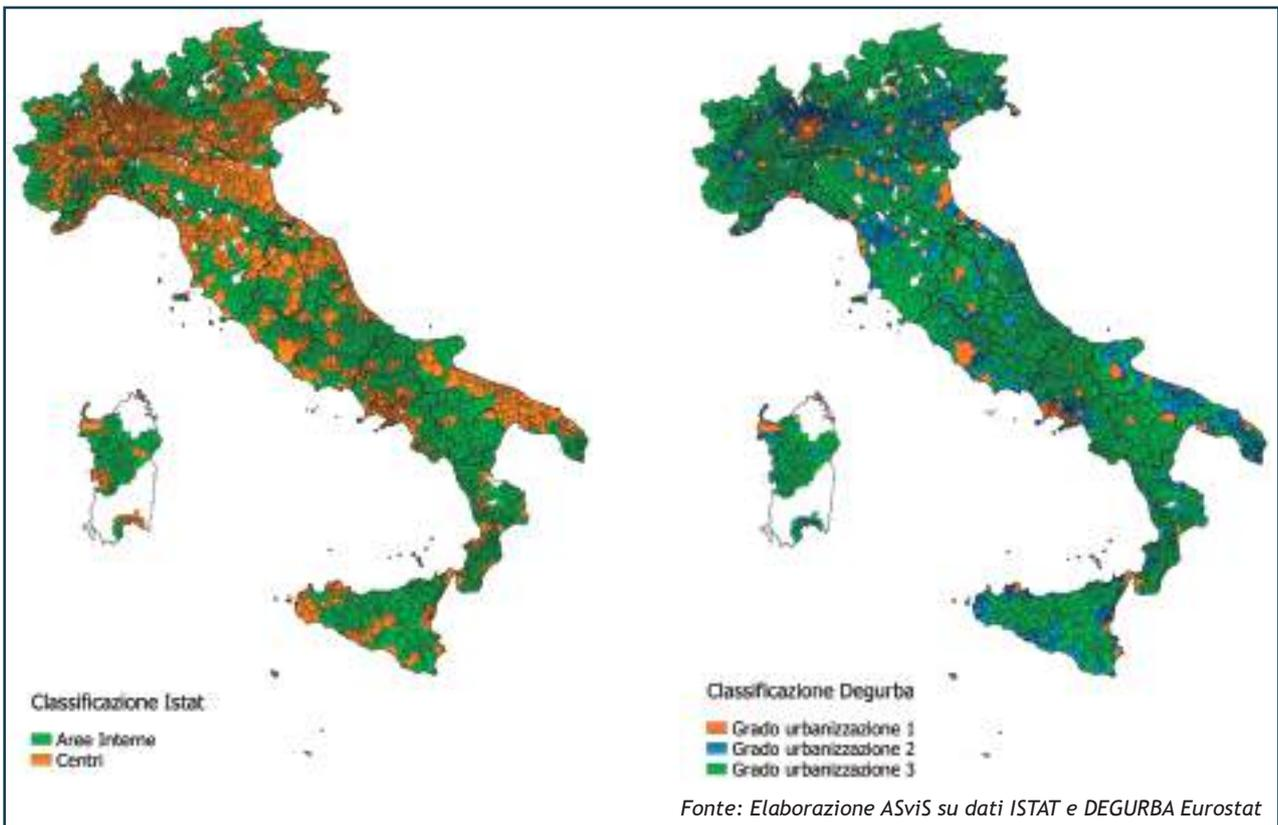 Classificazione Istat
Aree Interne
Centri
Classificazione Degurba
Grado urbanizzazione 1
Grado urbanizzazione 2
Grado urbanizzazione 3
Fonte: Elaborazione ASviS su dati ISTAT e DEGURBA Eurostat